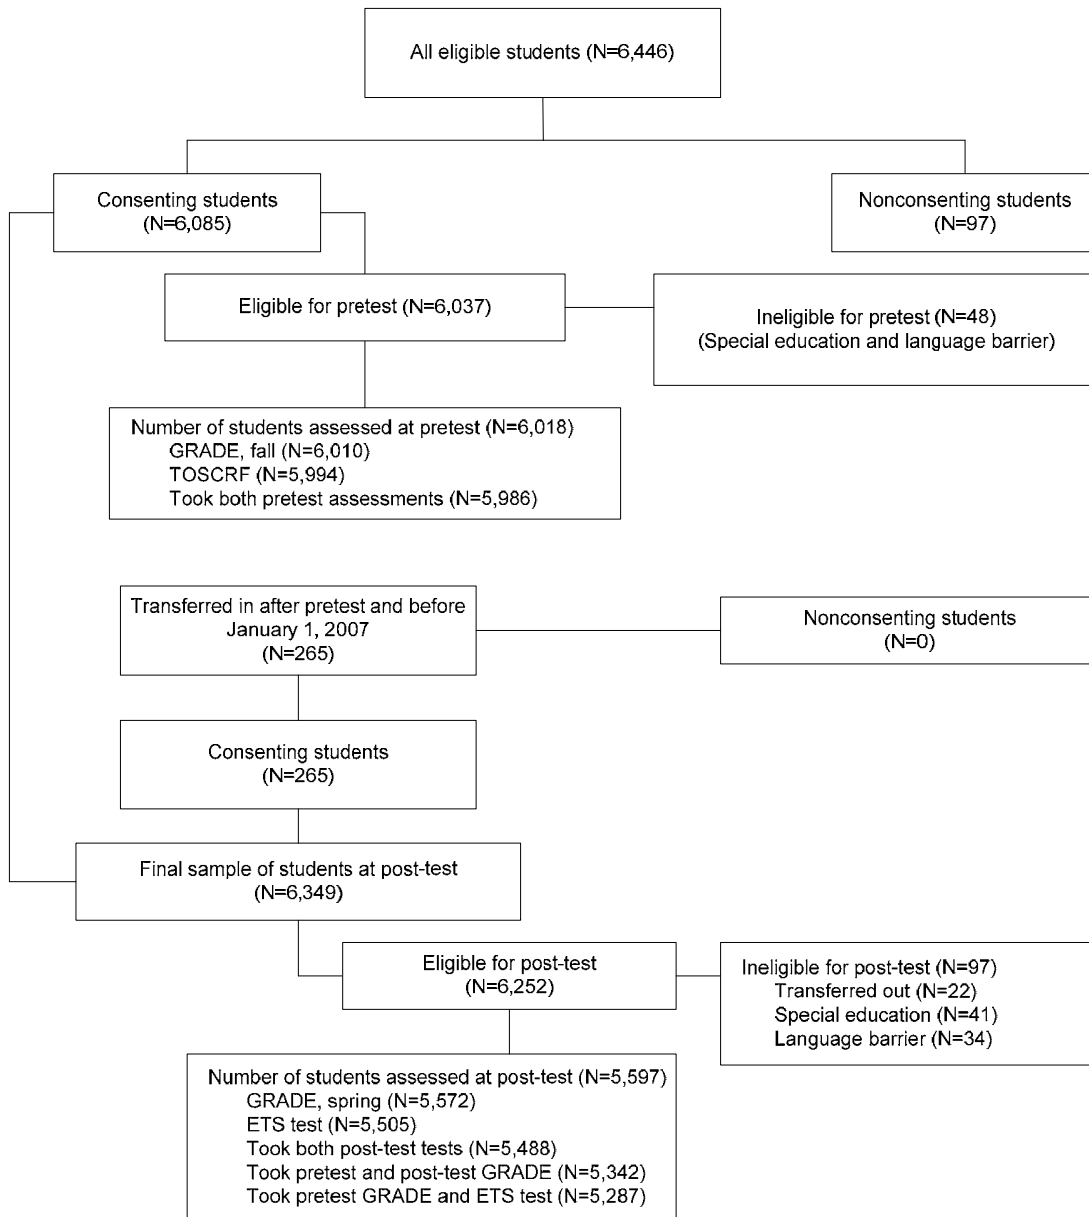 All eligible students (N=6,446)
Consenting students
(N=6,085)
Nonconsenting students
(N=97)
Eligible for pretest (N=6,037)
Ineligible for pretest (N=48)
(Special education and language barrier)
Number of students assessed at pretest (N=6,018)
GRADE, fall (N=6,010)
TOSCRF (N=5,994)
Took both pretest assessments (N=5,986)
Transferred in after pretest and before
January 1, 2007
(N=265)
Nonconsenting students
(N=0)
Consenting students
(N=265)
Final sample of students at post-test
(N=6,349)
Eligible for post-test
(N=6,252)
Ineligible for post-test (N=97)
Transferred out (N=22)
Special education (N=41)
Language barrier (N=34)
Number of students assessed at post-test (N=5,597)
GRADE, spring (N=5,572)
ETS test (N=5,505)
Took both post-test tests (N=5,488)
Took pretest and post-test GRADE (N=5,342)
Took pretest GRADE and ETS test (N=5,287)